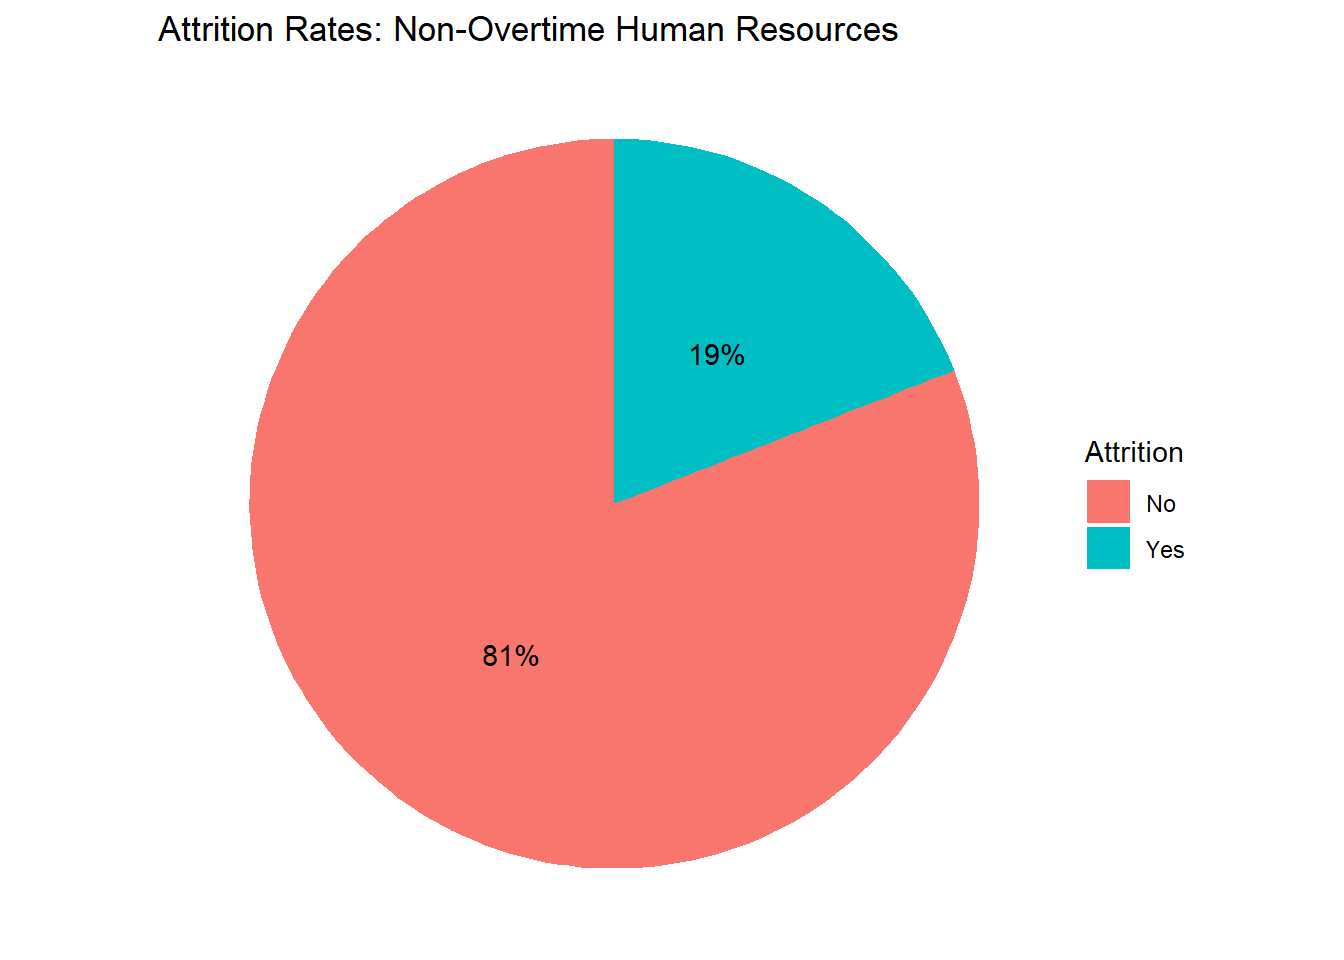 Attrition Rates: Non-Overtime Human Resources
19%
81%
Attrition
No
Yes